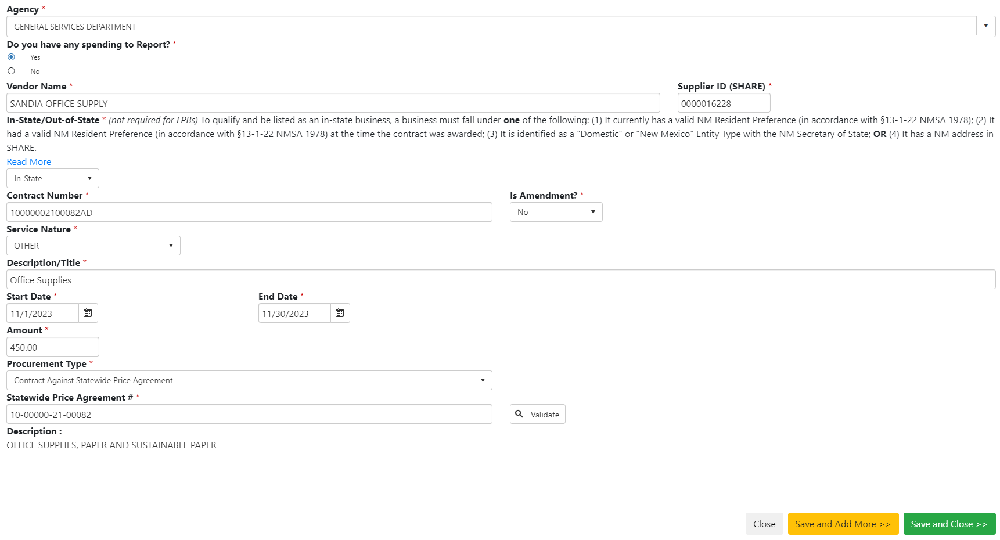 Agency *
GENERAL SERVICES DEPARTMENT
Do you have any spending to Report? *
Yes
No
Vendor Name *
Supplier ID (SHARE) *
SANDIA OFFICE SUPPLY
0000016228
In-State/Out-of-State * (not required for LPBs) To qualify and be listed as an in-state business, a business must fall under one of the following: (1) It currently has a valid NM Resident Preference (in accordance with §13-1-22 NMSA 1978); (2) It
had a valid NM Resident Preference (in accordance with §13-1-22 NMSA 1978) at the time the contract was awarded; (3) It is identified as a “Domestic” or “New Mexico” Entity Type with the NM Secretary of State; OR (4) It has a NM address in
SHARE.
Read More
In-State
Contract Number *
Is Amendment? *
10000002100082AD
No
Service Nature *
OTHER
Description/Title *
Office Supplies
Start Date *
End Date *
11/1/2023
11/30/2023
Amount *
450.00
Procurement Type *
Contract Against Statewide Price Agreement
Statewide Price Agreement # *
10-00000-21-00082
Validate
Description :
OFFICE SUPPLIES, PAPER AND SUSTAINABLE PAPER
Close
Save and Add More >>
Save and Close >>